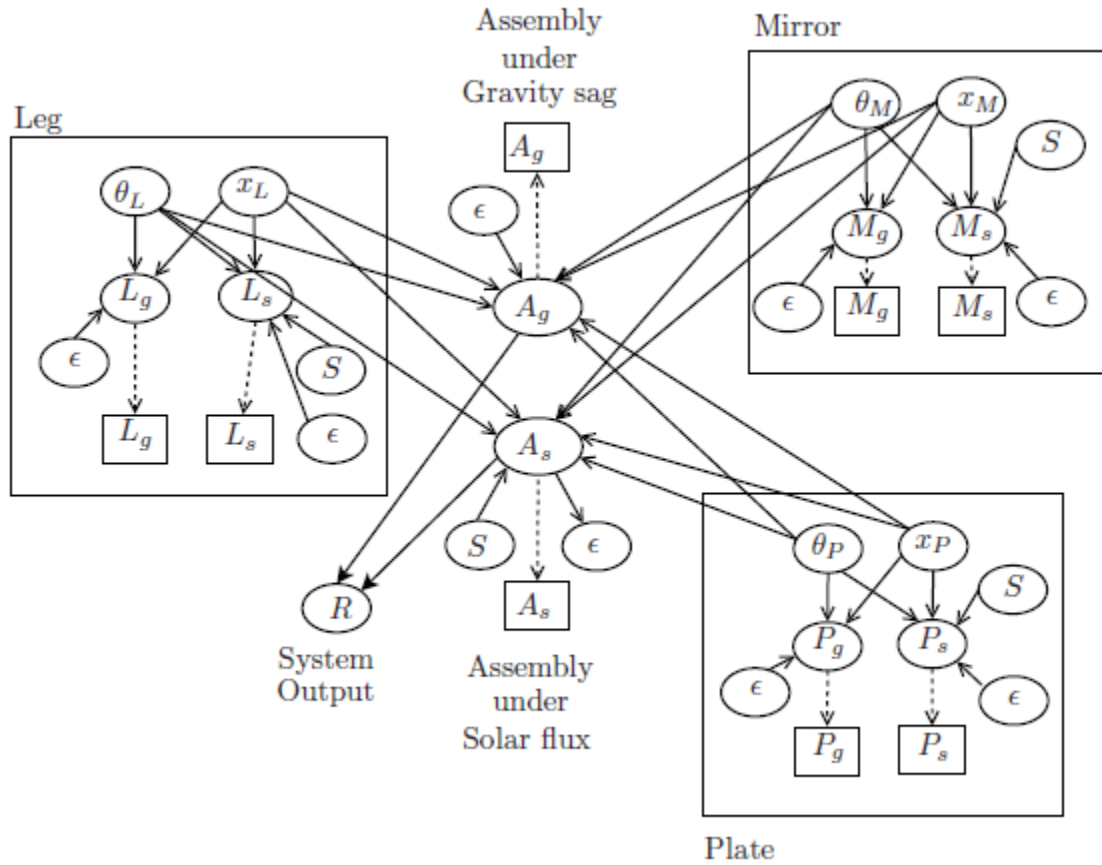 Assembly
under
Gravity sag
A_g
ϵ
A_g
Mirror
θ_M
x_M
S
M_g
M_s
ϵ
M_g
M_s
ϵ
Leg
θ_L
x_L
L_g
L_s
ϵ
S
L_g
L_s
ϵ
A_s
S
ϵ
A_s
R
System
Output
Assembly
under
Solar flux
θ_P
x_P
S
P_g
P_s
ϵ
ϵ
P_g
P_s
Plate